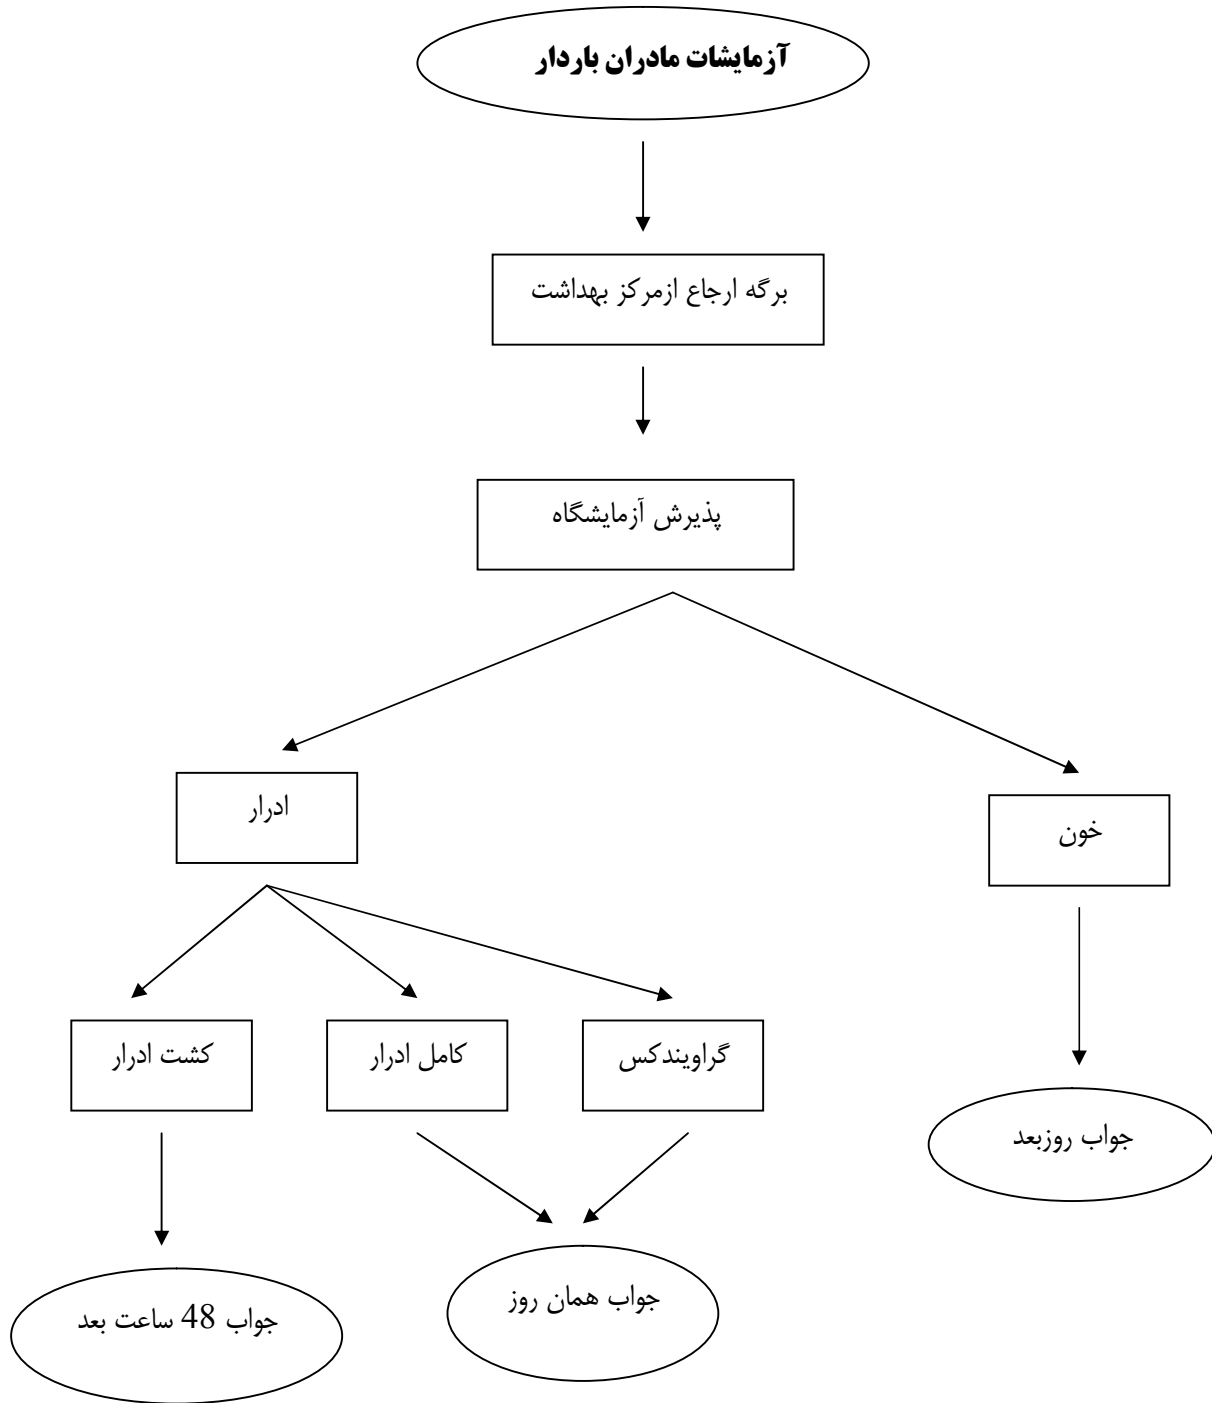 آزمایشات مادران باردار
برگه ارجاع ازمرکز بهداشت
پذیرش آزمایشگاه
خون
ادرار
گراویندکس
کامل ادرار
کشت ادرار
جواب روزبعد
جواب همان روز
جواب 48 ساعت بعد